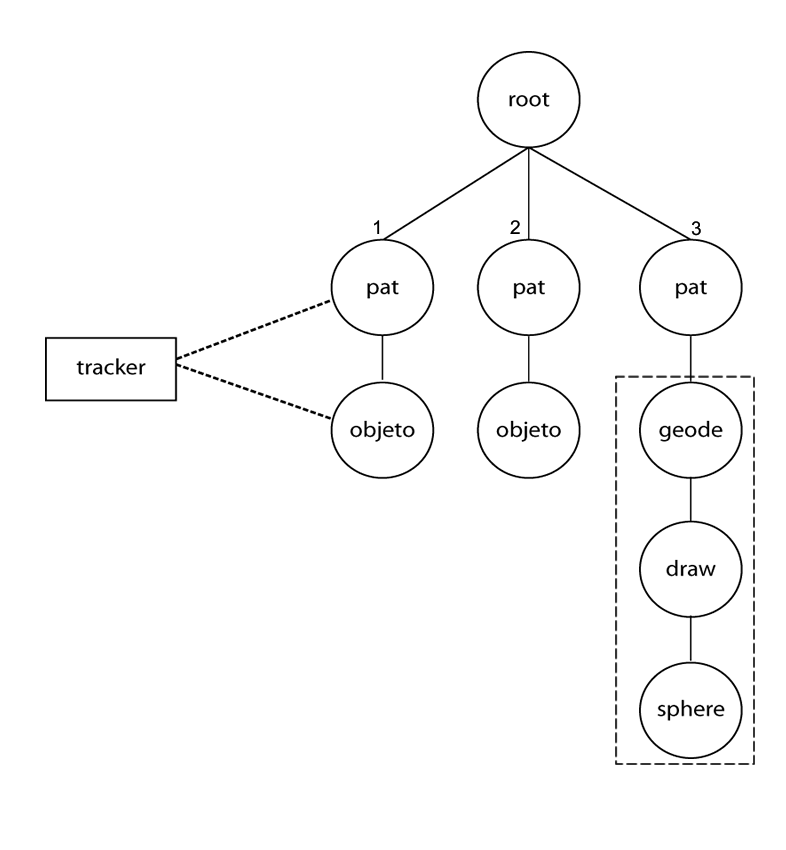 root
1
2
3
pat
pat
pat
tracker
objeto
objeto
geode
draw
sphere